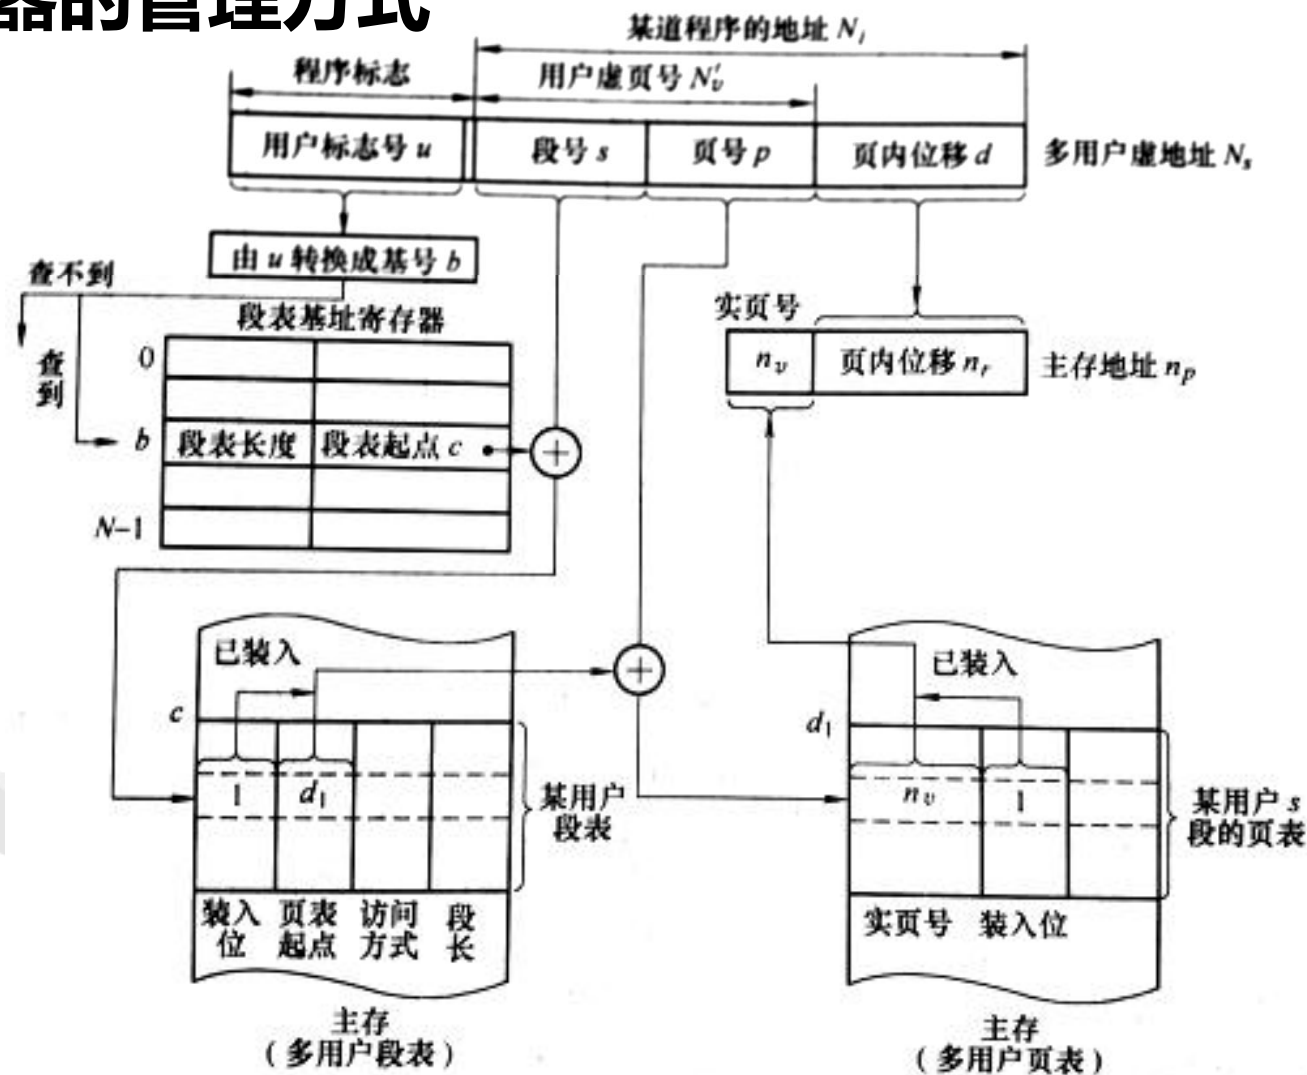 器的管理方式
某道程序的地址 Ni
程序标志
用户虚页号 N′v
用户标志号 u
段号 s
页号 p
页内位移 d
多用户虚地址 Ns
由 u 转换成基号 b
查不到
查到
段表基址寄存器
0
b
段表长度
段表起点 c
N-1
+
实页号
nv
页内位移 nr
主存地址 np
已装入
+
c
1
d1
某用户
段表
装入位
页表起点
访问方式
段长
主存
(多用户段表)
已装入
d1
nv
1
某用户 s
段的页表
实页号
装入位
主存
(多用户页表)